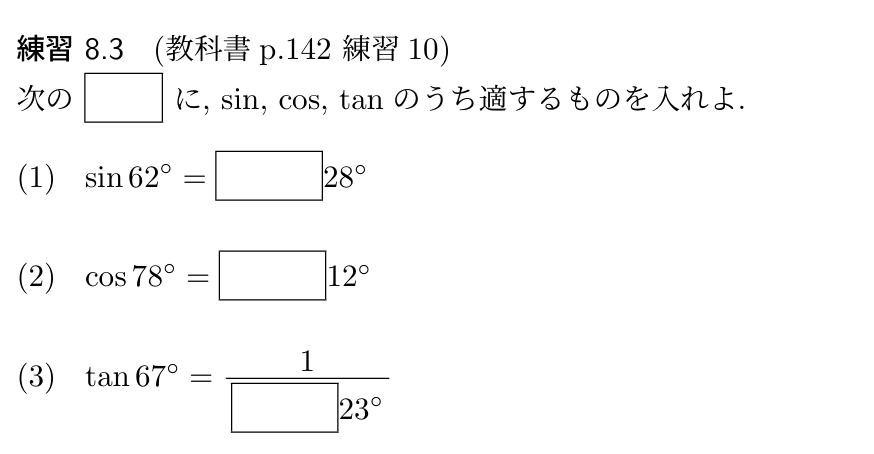 練習 8.3 (教科書 p.142 練習 10)
次の に, sin, cos, tan のうち適するものを入れよ.
(1) sin 62° = 28°
(2) cos 78° = 12°
(3) tan 67° = 1
23°